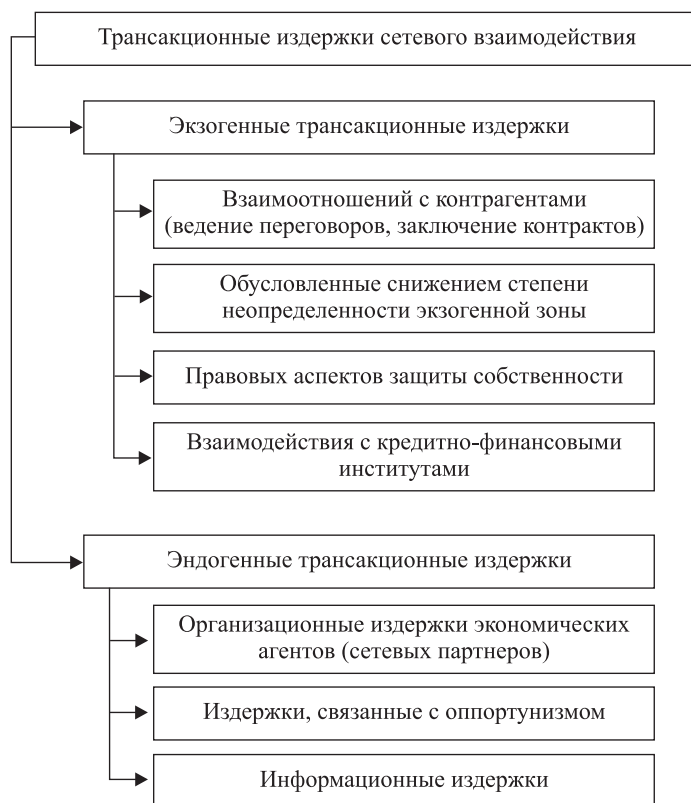 Трансакционные издержки сетевого взаимодействия
Экзогенные трансакционные издержки
Взаимоотношений с контрагентами
(ведение переговоров, заключение контрактов)
Обусловленные снижением степени
неопределенности экзогенной зоны
Правовых аспектов защиты собственности
Взаимодействия с кредитно-финансовыми
институтами
Эндогенные трансакционные издержки
Организационные издержки экономических
агентов (сетевых партнеров)
Издержки, связанные с оппортунизмом
Информационные издержки